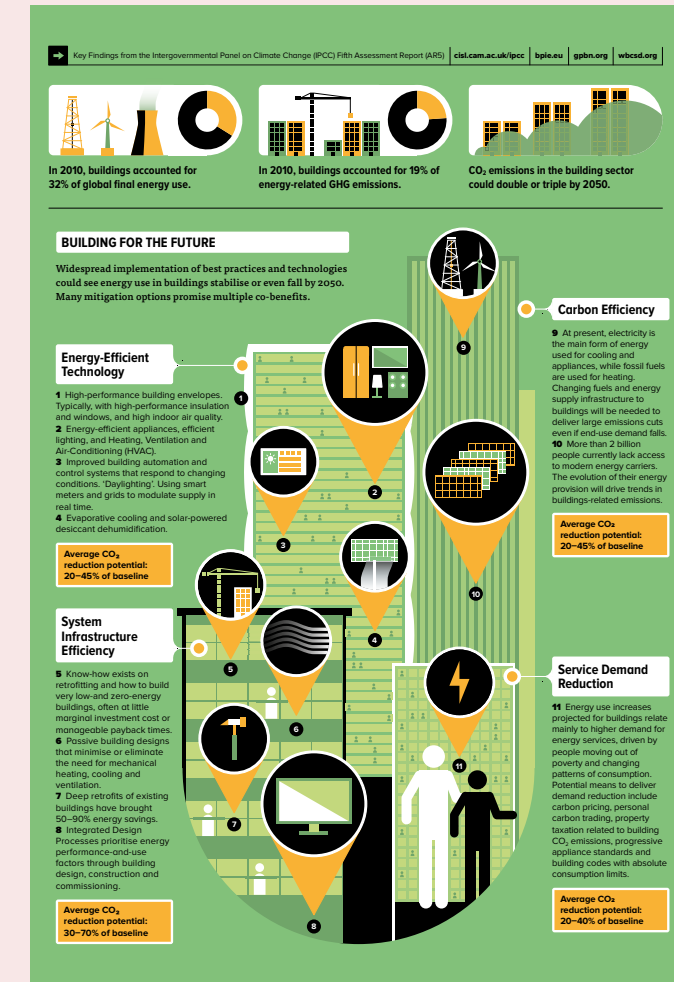 Key Findings from the Intergovernmental Panel on Climate Change (IPCC) Fifth Assessment Report (AR5)
cisl.cam.ac.uk/ipcc
bpie.eu
gpbn.org
wbcsd.org
In 2010, buildings accounted for
32% of global final energy use.
In 2010, buildings accounted for 19% of
energy-related GHG emissions.
CO₂ emissions in the building sector
could double or triple by 2050.
BUILDING FOR THE FUTURE
Widespread implementation of best practices and technologies
could see energy use in buildings stabilise or even fall by 2050.
Many mitigation options promise multiple co-benefits.
Energy-Efficient
Technology
1 High-performance building envelopes.
Typically, with high-performance insulation
and windows, and high indoor air quality.
2 Energy-efficient appliances, efficient
lighting, and Heating, Ventilation and
Air-Conditioning (HVAC).
3 Improved building automation and
control systems that respond to changing
conditions. ‘Daylighting’. Using smart
meters and grids to modulate supply in
real time.
4 Evaporative cooling and solar-powered
desiccant dehumidification.
Average CO₂
reduction potential:
20–45% of baseline
System
Infrastructure
Efficiency
5 Know-how exists on
retrofitting and how to build
very low-and zero-energy
buildings, often at little
marginal investment cost or
manageable payback times.
6 Passive building designs
that minimise or eliminate
the need for mechanical
heating, cooling and
ventilation.
7 Deep retrofits of existing
buildings have brought
50–90% energy savings.
8 Integrated Design
Processes prioritise energy
performance-and-use
factors through building
design, construction and
commissioning.
Average CO₂
reduction potential:
30–70% of baseline
1
2
3
4
5
6
7
8
9
10
11
Carbon Efficiency
9 At present, electricity is
the main form of energy
used for cooling and
appliances, while fossil fuels
are used for heating.
Changing fuels and energy
supply infrastructure to
buildings will be needed to
deliver large emissions cuts
even if end-use demand falls.
10 More than 2 billion
people currently lack access
to modern energy carriers.
The evolution of their energy
provision will drive trends in
buildings-related emissions.
Average CO₂
reduction potential:
20–45% of baseline
Service Demand
Reduction
11 Energy use increases
projected for buildings relate
mainly to higher demand for
energy services, driven by
people moving out of
poverty and changing
patterns of consumption.
Potential means to deliver
demand reduction include
carbon pricing, personal
carbon trading, property
taxation related to building
CO₂ emissions, progressive
appliance standards and
building codes with absolute
consumption limits.
Average CO₂
reduction potential:
20–40% of baseline